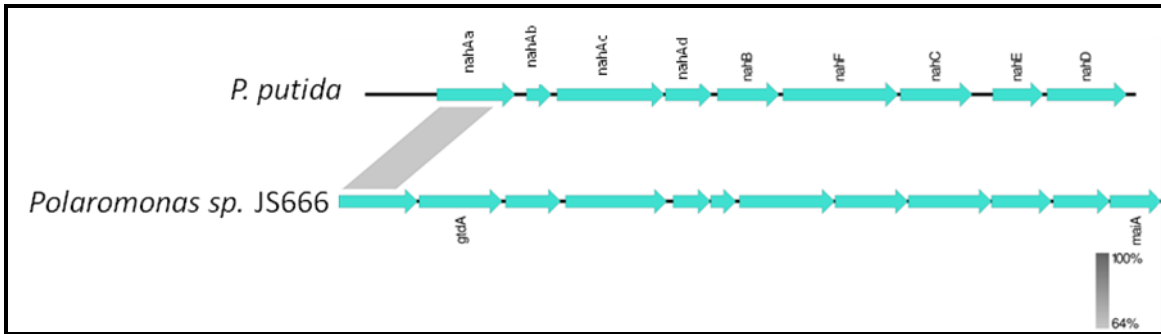 nahAa
nahAb
nahAc
nahAd
nahB
nahF
nahC
nahE
nahD
P. putida
Polaromonas sp. JS666
gtdA
maiA
100%
64%